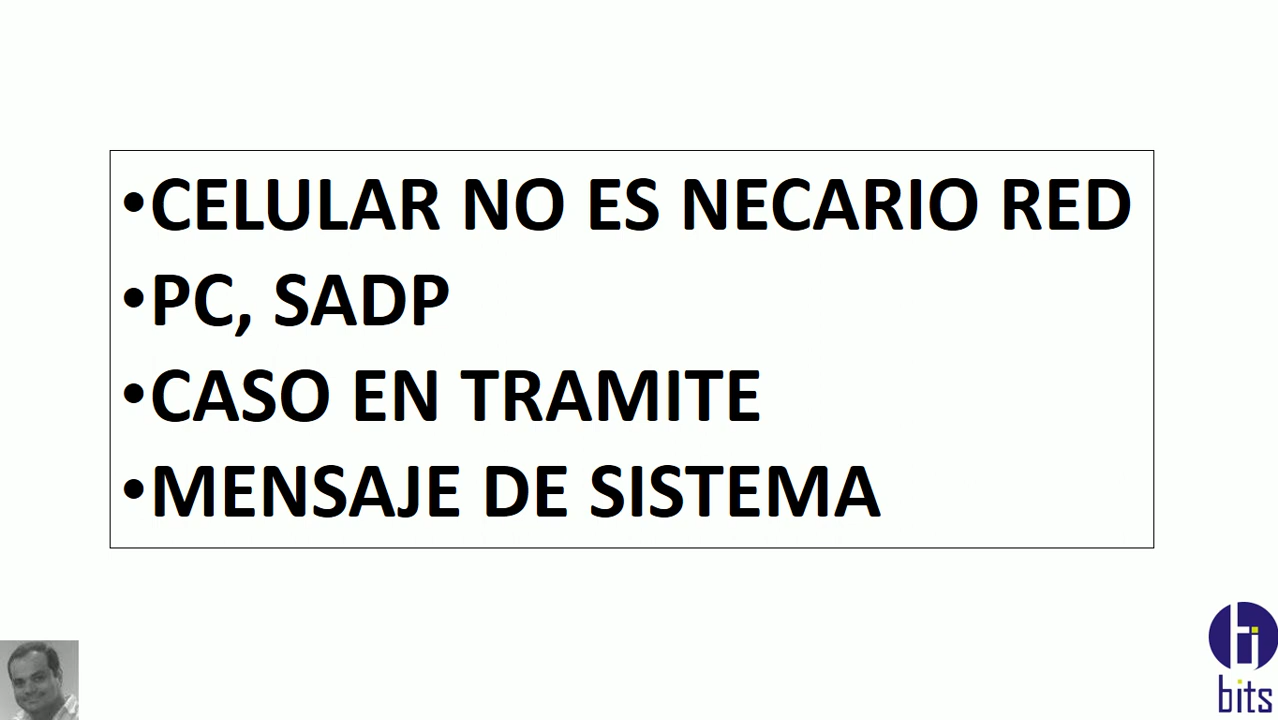 •CELULAR NO ES NECARIO RED
•PC, SADP
•CASO EN TRAMITE
•MENSAJE DE SISTEMA
bits